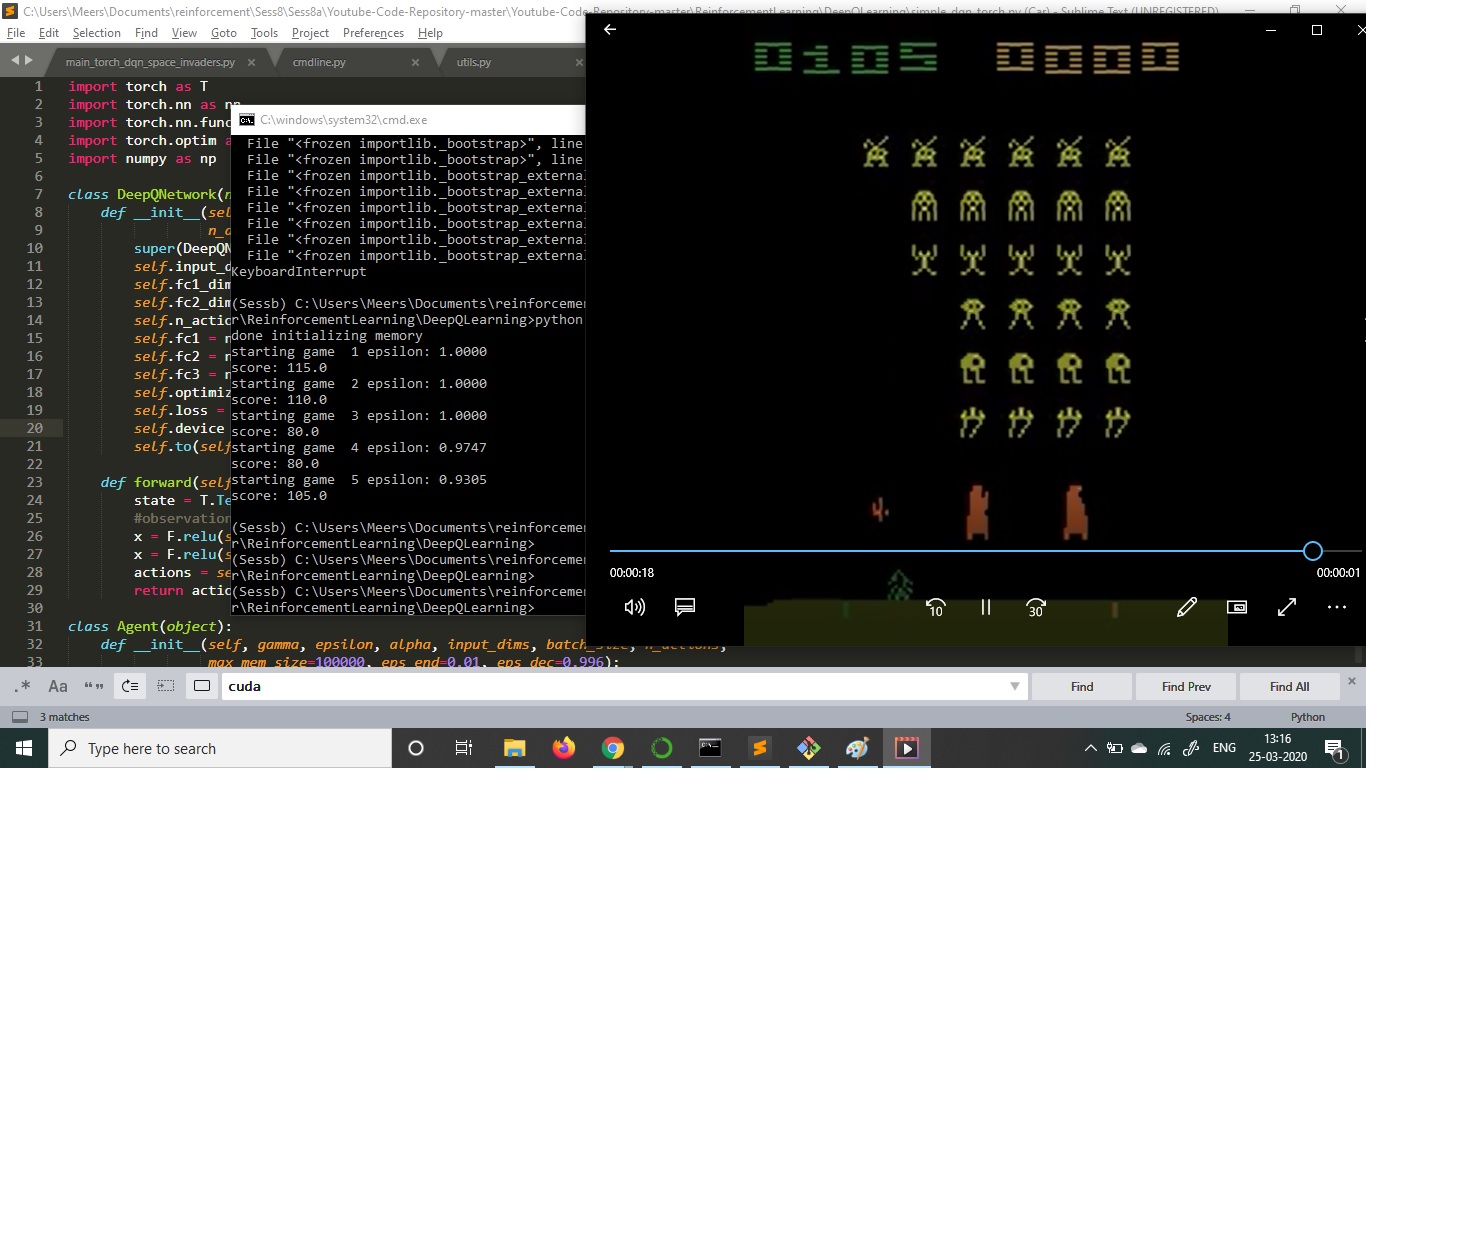 C:\Users\Meers\Documents\reinforcement\Sess8\Sess8a\Youtube-Code-Repository-master\Youtube-Code-Repository-master\ReinforcementLearning\DeepQLearning\simple_dqn_torch.py (Car) - Sublime Text (UNREGISTERED)
File Edit Selection Find View Goto Tools Project Preferences Help
main_torch_dqn_space_invaders.py
cmdline.py
utils.py
1 import torch as T
2 import torch.nn as nn
3 import torch.nn.func
4 import torch.optim a
5 import numpy as np
6
7 class DeepQNetwork(n
8 def __init__(sel
9 n_a
10 super(DeepQN
11 self.input_d
12 self.fc1_dim
13 self.fc2_dim
14 self.n_actio
15 self.fc1 = n
16 self.fc2 = n
17 self.fc3 = n
18 self.optimiz
19 self.loss =
20 self.device
21 self.to(self
22
23 def forward(self
24 state = T.Te
25 #observation
26 x = F.relu(s
27 x = F.relu(s
28 actions = se
29 return actio
30
31 class Agent(object):
32 def __init__(self, gamma, epsilon, alpha, input_dims, batch_size, n_actions,
33 max_mem_size=100000, eps_end=0.01, eps_dec=0.996):
C:\windows\system32\cmd.exe
File "<frozen importlib._bootstrap>", line
File "<frozen importlib._bootstrap>", line
File "<frozen importlib._bootstrap_external
File "<frozen importlib._bootstrap_external
File "<frozen importlib._bootstrap_external
File "<frozen importlib._bootstrap_external
File "<frozen importlib._bootstrap_external
File "<frozen importlib._bootstrap_external
KeyboardInterrupt
(Sessb) C:\Users\Meers\Documents\reinforcemen
r\ReinforcementLearning\DeepQLearning>python
done initializing memory
starting game 1 epsilon: 1.0000
score: 115.0
starting game 2 epsilon: 1.0000
score: 110.0
starting game 3 epsilon: 1.0000
score: 80.0
starting game 4 epsilon: 0.9747
score: 80.0
starting game 5 epsilon: 0.9305
score: 105.0
(Sessb) C:\Users\Meers\Documents\reinforcemen
r\ReinforcementLearning\DeepQLearning>
(Sessb) C:\Users\Meers\Documents\reinforcemen
r\ReinforcementLearning\DeepQLearning>
(Sessb) C:\Users\Meers\Documents\reinforcemen
r\ReinforcementLearning\DeepQLearning>
0105 0000
00:00:18 00:00:01
10 30
.* Aa “” cuda Find Find Prev Find All
3 matches Spaces: 4 Python
Type here to search
ENG
13:16
25-03-2020
1